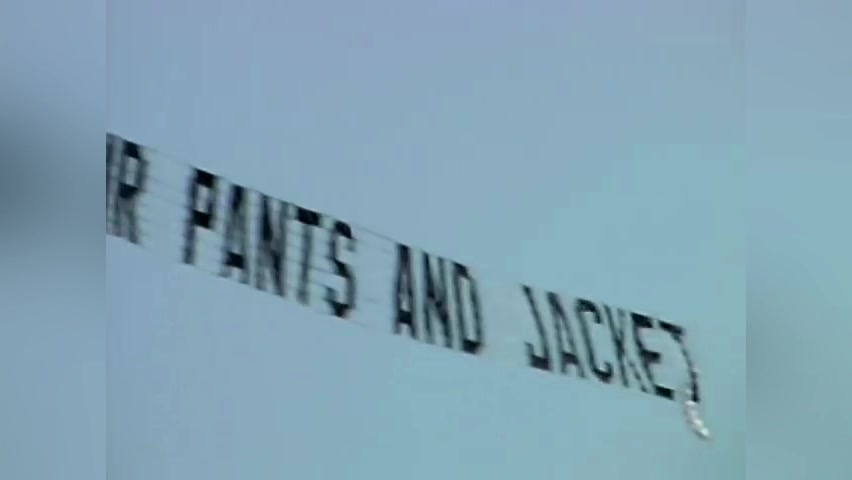 R PANTS AND JACKET